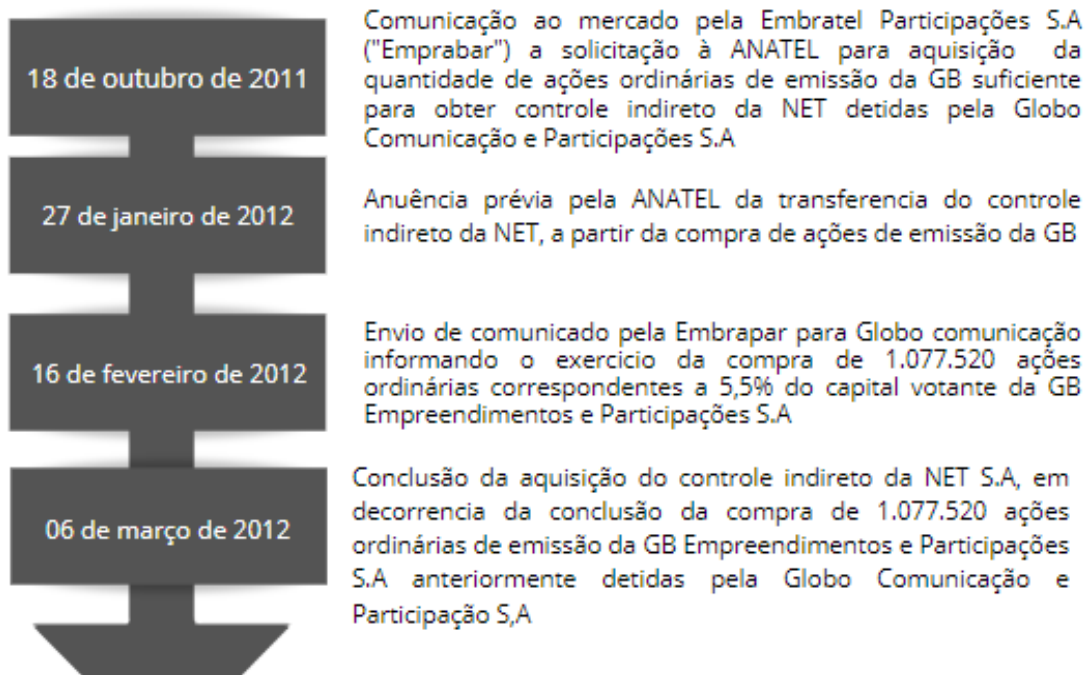 18 de outubro de 2011
Comunicação ao mercado pela Embratel Participações S.A
("Emprabar") a solicitação à ANATEL para aquisição da
quantidade de ações ordinárias de emissão da GB suficiente
para obter controle indireto da NET detidas pela Globo
Comunicação e Participações S.A
27 de janeiro de 2012
Anuência prévia pela ANATEL da transferencia do controle
indireto da NET, a partir da compra de ações de emissão da GB
16 de fevereiro de 2012
Envio de comunicado pela Embrapar para Globo comunicação
informando o exercicio da compra de 1.077.520 ações
ordinárias correspondentes a 5,5% do capital votante da GB
Empreendimentos e Participações S.A
06 de março de 2012
Conclusão da aquisição do controle indireto da NET S.A, em
decorrencia da conclusão da compra de 1.077.520 ações
ordinárias de emissão da GB Empreendimentos e Participações
S.A anteriormente detidas pela Globo Comunicação e
Participação S,A